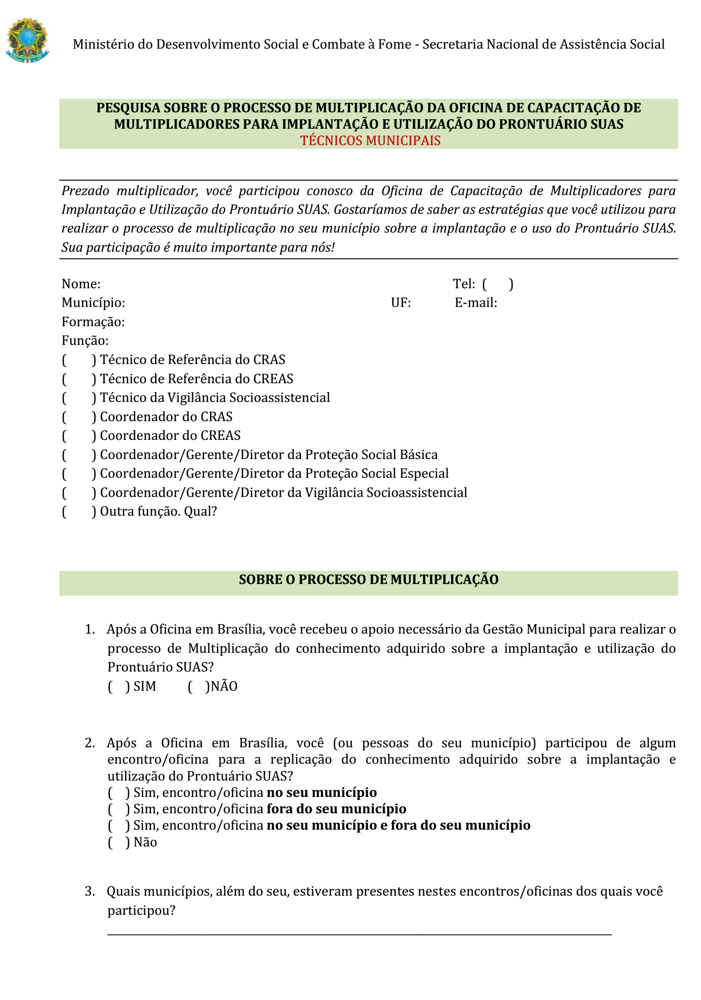 Ministério do Desenvolvimento Social e Combate à Fome - Secretaria Nacional de Assistência Social
PESQUISA SOBRE O PROCESSO DE MULTIPLICAÇÃO DA OFICINA DE CAPACITAÇÃO DE
MULTIPLICADORES PARA IMPLANTAÇÃO E UTILIZAÇÃO DO PRONTUÁRIO SUAS
TÉCNICOS MUNICIPAIS
Prezado multiplicador, você participou conosco da Oficina de Capacitação de Multiplicadores para
Implantação e Utilização do Prontuário SUAS. Gostaríamos de saber as estratégias que você utilizou para
realizar o processo de multiplicação no seu município sobre a implantação e o uso do Prontuário SUAS.
Sua participação é muito importante para nós!
Nome: Tel: ( )
Município: UF: E-mail:
Formação:
Função:
( ) Técnico de Referência do CRAS
( ) Técnico de Referência do CREAS
( ) Técnico da Vigilância Socioassistencial
( ) Coordenador do CRAS
( ) Coordenador do CREAS
( ) Coordenador/Gerente/Diretor da Proteção Social Básica
( ) Coordenador/Gerente/Diretor da Proteção Social Especial
( ) Coordenador/Gerente/Diretor da Vigilância Socioassistencial
( ) Outra função. Qual?
SOBRE O PROCESSO DE MULTIPLICAÇÃO
1. Após a Oficina em Brasília, você recebeu o apoio necessário da Gestão Municipal para realizar o
processo de Multiplicação do conhecimento adquirido sobre a implantação e utilização do
Prontuário SUAS?
( ) SIM ( )NÃO
2. Após a Oficina em Brasília, você (ou pessoas do seu município) participou de algum
encontro/oficina para a replicação do conhecimento adquirido sobre a implantação e
utilização do Prontuário SUAS?
( ) Sim, encontro/oficina no seu município
( ) Sim, encontro/oficina fora do seu município
( ) Sim, encontro/oficina no seu município e fora do seu município
( ) Não
3. Quais municípios, além do seu, estiveram presentes nestes encontros/oficinas dos quais você
participou?